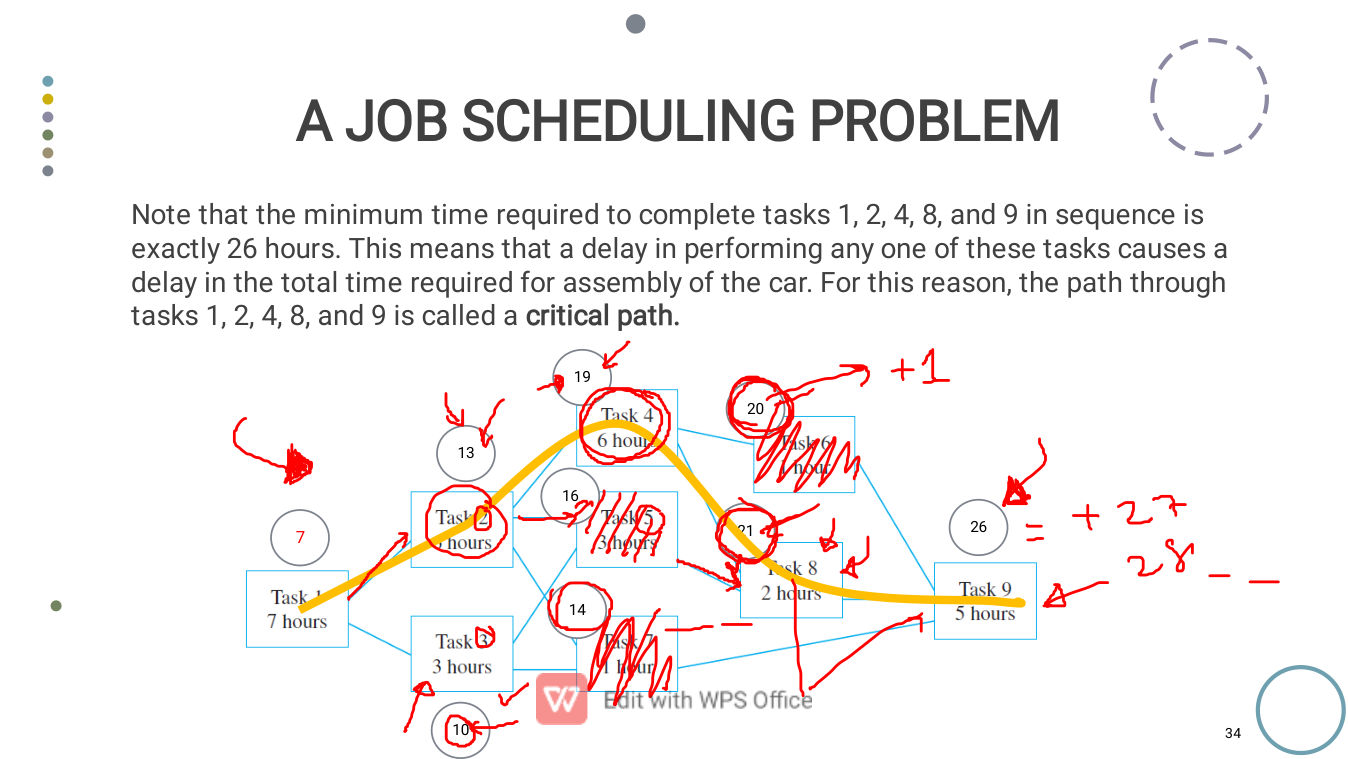 A JOB SCHEDULING PROBLEM
Note that the minimum time required to complete tasks 1, 2, 4, 8, and 9 in sequence is
exactly 26 hours. This means that a delay in performing any one of these tasks causes a
delay in the total time required for assembly of the car. For this reason, the path through
tasks 1, 2, 4, 8, and 9 is called a critical path.
19
+1
Task 4
6 hours
20
Task 6
1 hour
13
Task 2
hours
16
Task 5
3 hours
21
Task 8
2 hours
26
= + 27
28
7
Task 1
7 hours
14
Task 7
1 hour
Task 9
5 hours
Task 3
3 hours
10
Edit with WPS Office
34